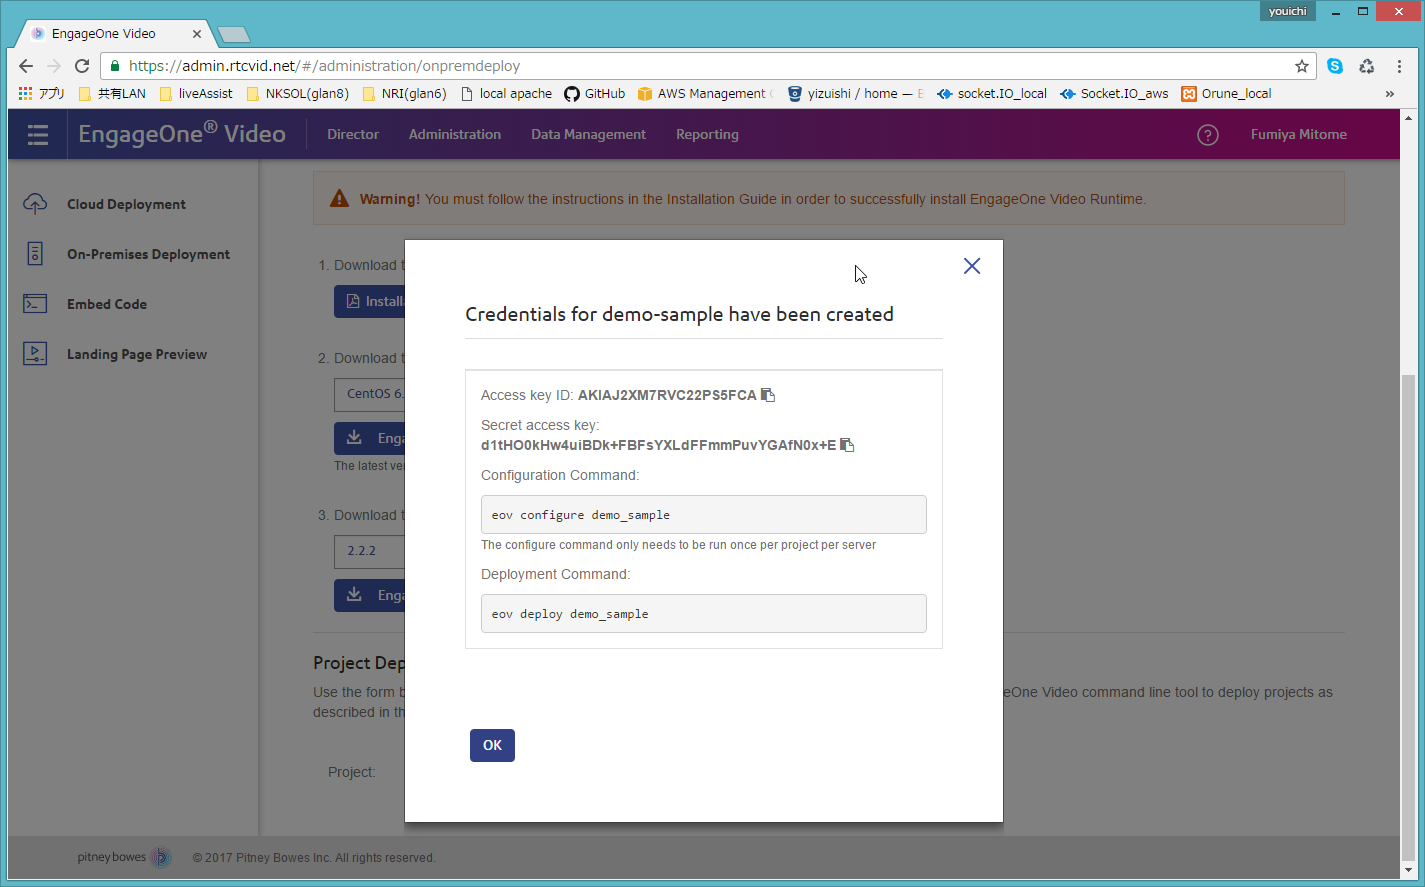 youichi
EngageOne Video
https://admin.rtcvid.net/#/administration/onpremdeploy
アプリ 共有LAN liveAssist NKSOL(glan8) NRI(glan6) local apache GitHub AWS Management yizuishi / home — socket.IO_local Socket.IO_aws Orune_local »
EngageOne® Video Director Administration Data Management Reporting ? Fumiya Mitome
Cloud Deployment
On-Premises Deployment
Embed Code
Landing Page Preview
Warning! You must follow the instructions in the Installation Guide in order to successfully install EngageOne Video Runtime.
1. Download t
Installa
2. Download t
CentOS 6.
Enga
The latest ve
3. Download t
2.2.2
Enga
Project Dep
Use the form b
eOne Video command line tool to deploy projects as
described in th
Project:
Credentials for demo-sample have been created
Access key ID: AKIAJ2XM7RVC22PS5FCA
Secret access key:
d1tHO0kHw4uiBDk+FBFsYXLdFFmmPuvYGAfN0x+E
Configuration Command:
eov configure demo_sample
The configure command only needs to be run once per project per server
Deployment Command:
eov deploy demo_sample
OK
pitney bowes © 2017 Pitney Bowes Inc. All rights reserved.